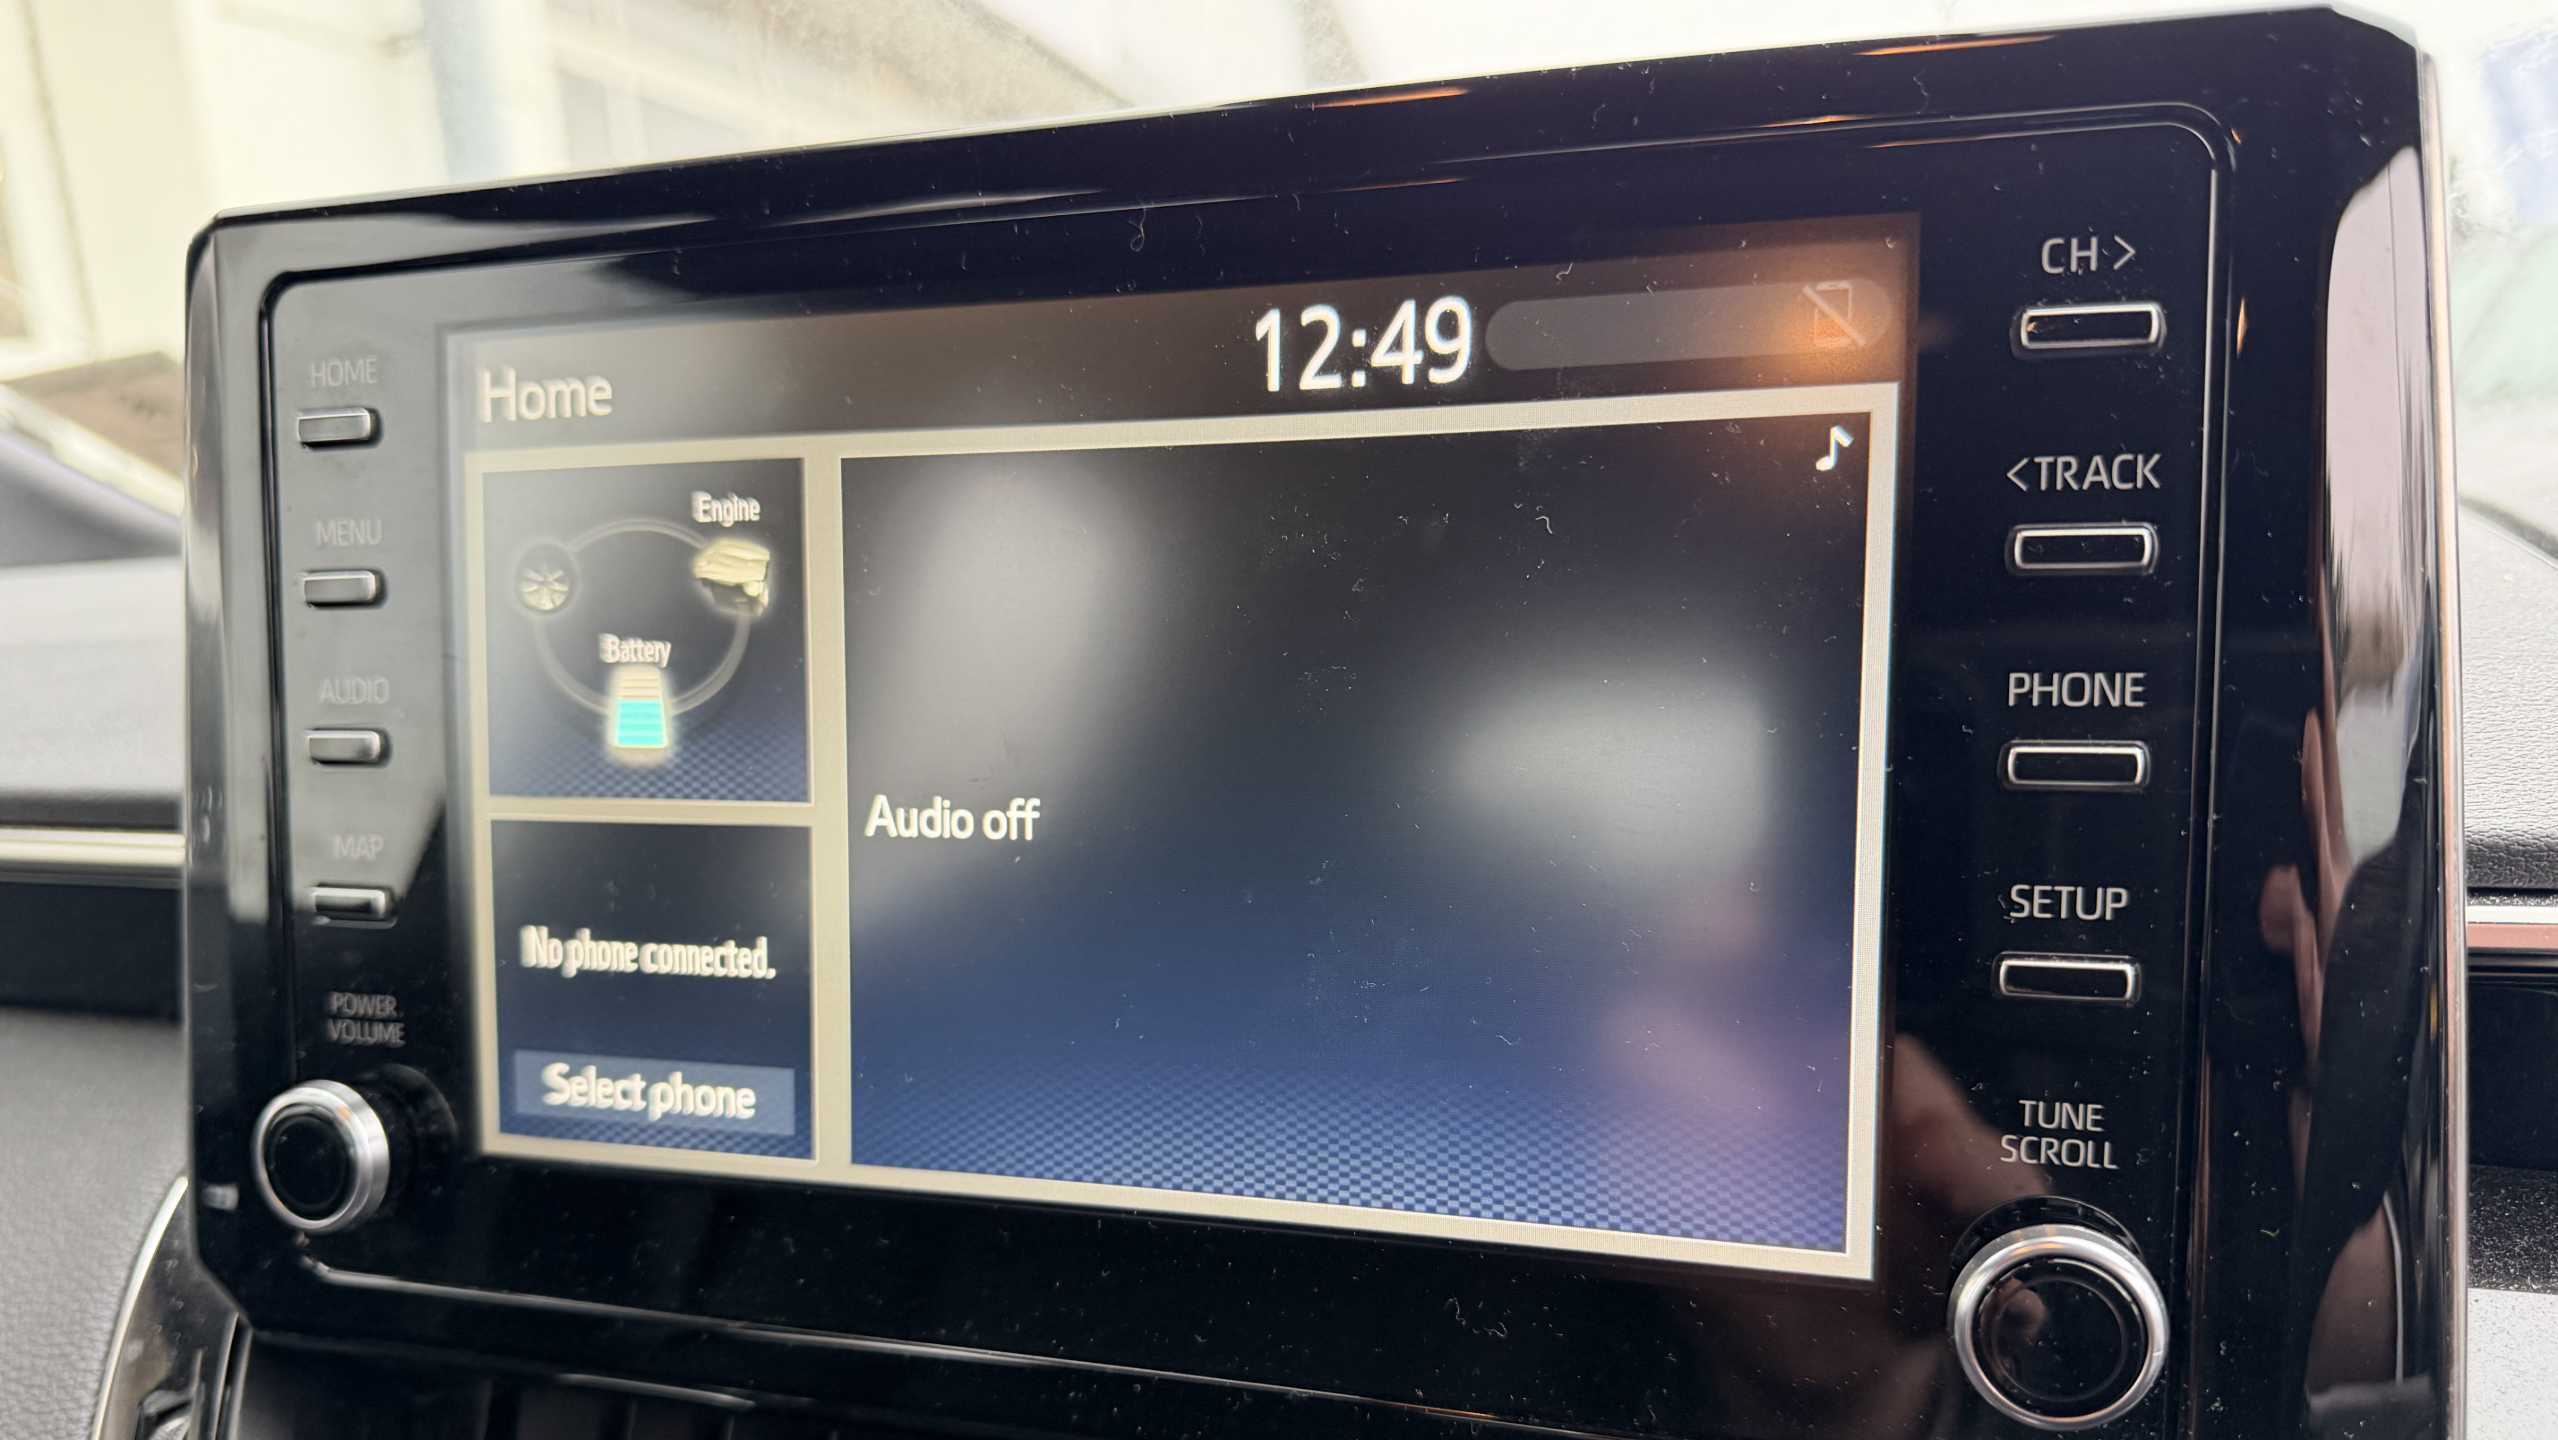 HOME
MENU
AUDIO
MAP
POWER
VOLUME
Home
12:49
Engine
Battery
No phone connected.
Select phone
Audio off
CH >
<TRACK
PHONE
SETUP
TUNE
SCROLL